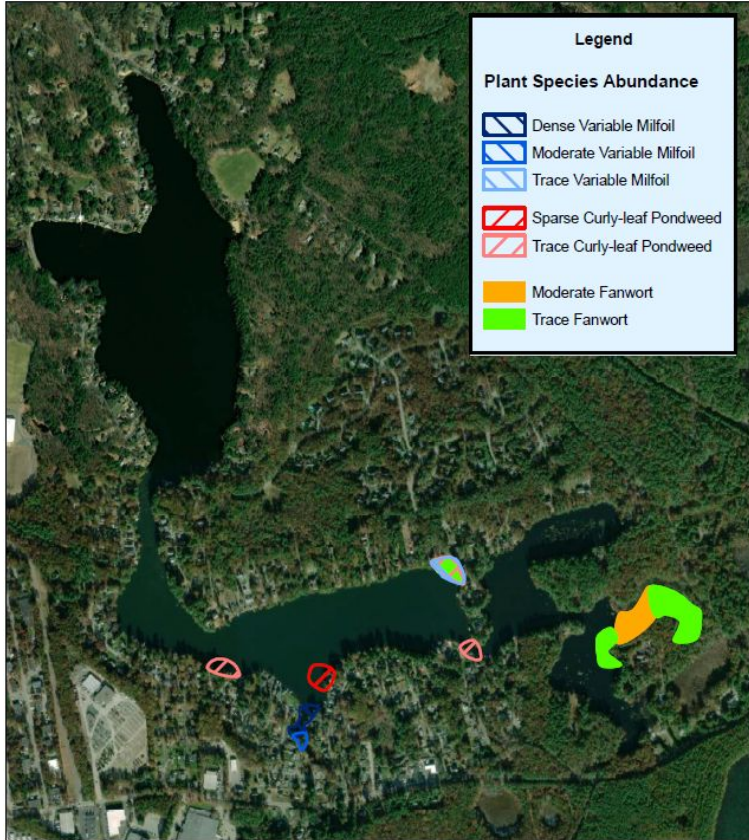 Legend
Plant Species Abundance
Dense Variable Milfoil
Moderate Variable Milfoil
Trace Variable Milfoil
Sparse Curly-leaf Pondweed
Trace Curly-leaf Pondweed
Moderate Fanwort
Trace Fanwort